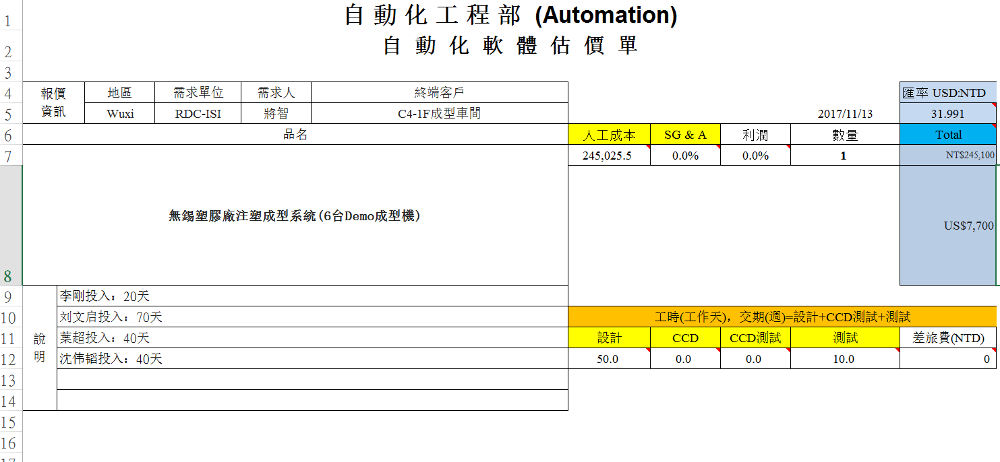 自動化工程部 (Automation)
自動化軟體估價單
1
2
3
4
5
6
7
8
9
10
11
12
13
14
15
16
17
報價資訊 地區 需求單位 需求人 終端客戶 匯率 USD:NTD
Wuxi RDC-ISI 將智 C4-1F成型車間 2017/11/13 31.991
品名 人工成本 SG & A 利潤 數量 Total
245,025.5 0.0% 0.0% 1 NT$245,100
無錫塑膠廠注塑成型系統(6台Demo成型機) US$7,700
說明
李剛投入：20天
刘文启投入：70天 工時(工作天)，交期(週)=設計+CCD測試+測試
葉超投入：40天 設計 CCD CCD測試 測試 差旅費(NTD)
沈伟韬投入：40天 50.0 0.0 0.0 10.0 0